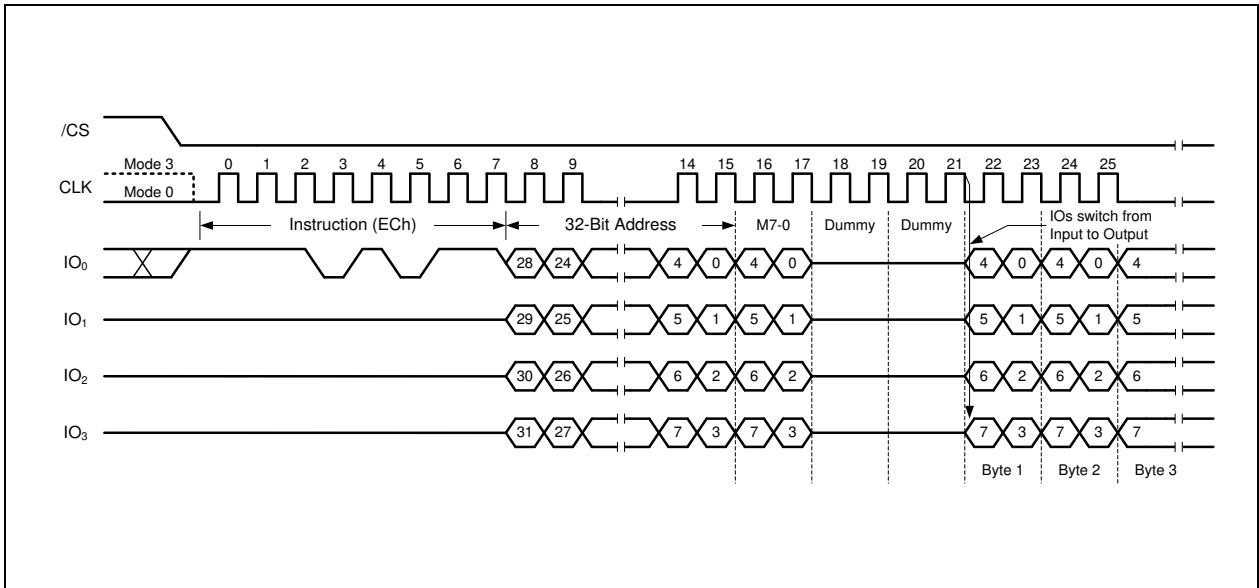 /CS
Mode 3 0 1 2 3 4 5 6 7 8 9 14 15 16 17 18 19 20 21 22 23 24 25
CLK
Mode 0
Instruction (ECh) 32-Bit Address M7-0 Dummy Dummy IOs switch from
Input to Output
IO₀ 28 24 4 0 4 0 4 0 4 0 4
IO₁ 29 25 5 1 5 1 5 1 5 1 5
IO₂ 30 26 6 2 6 2 6 2 6 2 6
IO₃ 31 27 7 3 7 3 7 3 7 3 7
Byte 1 Byte 2 Byte 3